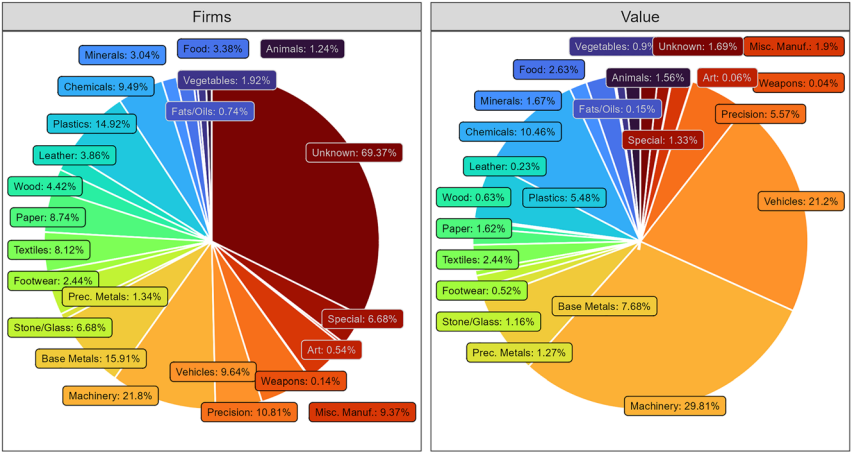 Firms
Minerals: 3.04%
Food: 3.38%
Animals: 1.24%
Chemicals: 9.49%
Vegetables: 1.92%
Fats/Oils: 0.74%
Plastics: 14.92%
Leather: 3.86%
Unknown: 69.37%
Wood: 4.42%
Paper: 8.74%
Textiles: 8.12%
Footwear: 2.44%
Prec. Metals: 1.34%
Stone/Glass: 6.68%
Special: 6.68%
Art: 0.54%
Base Metals: 15.91%
Vehicles: 9.64%
Weapons: 0.14%
Machinery: 21.8%
Precision: 10.81%
Misc. Manuf.: 9.37%
Value
Vegetables: 0.9%
Unknown: 1.69%
Misc. Manuf.: 1.9%
Food: 2.63%
Animals: 1.56%
Art: 0.06%
Weapons: 0.04%
Minerals: 1.67%
Fats/Oils: 0.15%
Precision: 5.57%
Chemicals: 10.46%
Special: 1.33%
Leather: 0.23%
Wood: 0.63%
Plastics: 5.48%
Vehicles: 21.2%
Paper: 1.62%
Textiles: 2.44%
Footwear: 0.52%
Base Metals: 7.68%
Stone/Glass: 1.16%
Prec. Metals: 1.27%
Machinery: 29.81%